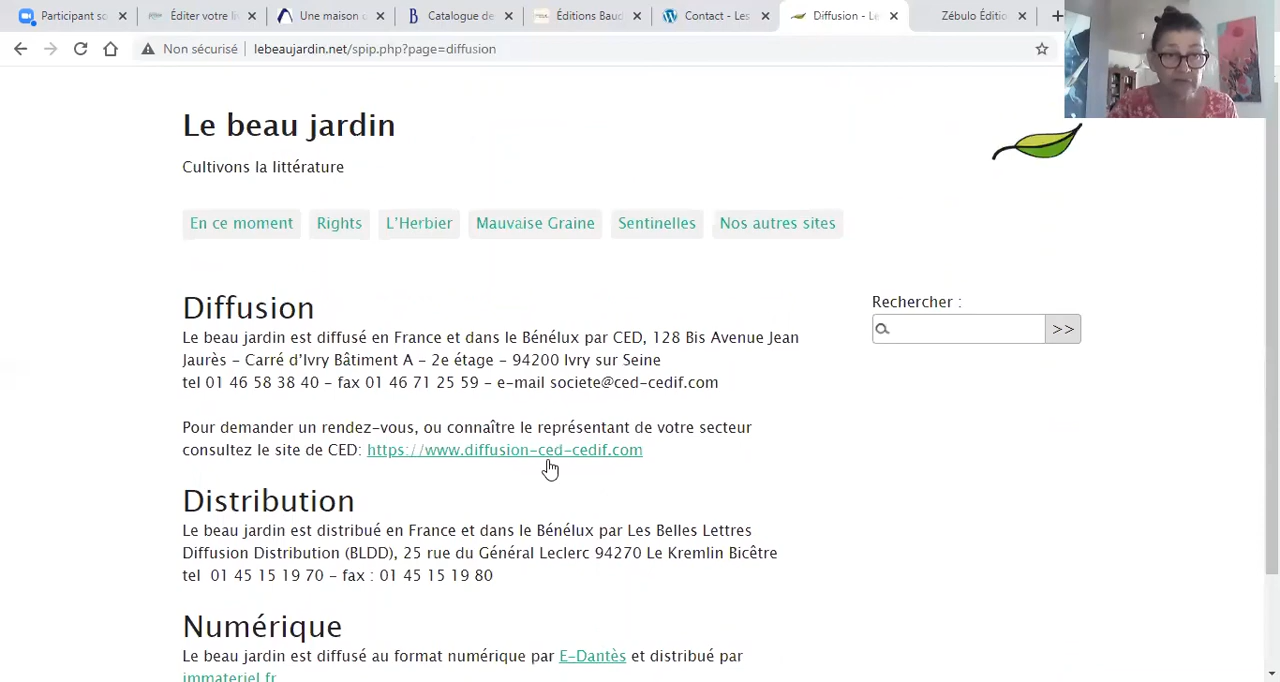 Participant sc
Éditer votre li
Une maison
Catalogue de
Éditions Baud
Contact - Les
Diffusion - Le
Zébulo Éditio
Non sécurisé
lebeaujardin.net/spip.php?page=diffusion
Le beau jardin
Cultivons la littérature
En ce moment
Rights
L'Herbier
Mauvaise Graine
Sentinelles
Nos autres sites
Diffusion
Rechercher :
>>
Le beau jardin est diffusé en France et dans le Bénélux par CED, 128 Bis Avenue Jean
Jaurès – Carré d'Ivry Bâtiment A – 2e étage – 94200 Ivry sur Seine
tel 01 46 58 38 40 – fax 01 46 71 25 59 – e-mail societe@ced-cedif.com
Pour demander un rendez-vous, ou connaître le représentant de votre secteur
consultez le site de CED: https://www.diffusion-ced-cedif.com
Distribution
Le beau jardin est distribué en France et dans le Bénélux par Les Belles Lettres
Diffusion Distribution (BLDD), 25 rue du Général Leclerc 94270 Le Kremlin Bicêtre
tel 01 45 15 19 70 – fax : 01 45 15 19 80
Numérique
Le beau jardin est diffusé au format numérique par E-Dantès et distribué par
immateriel.fr